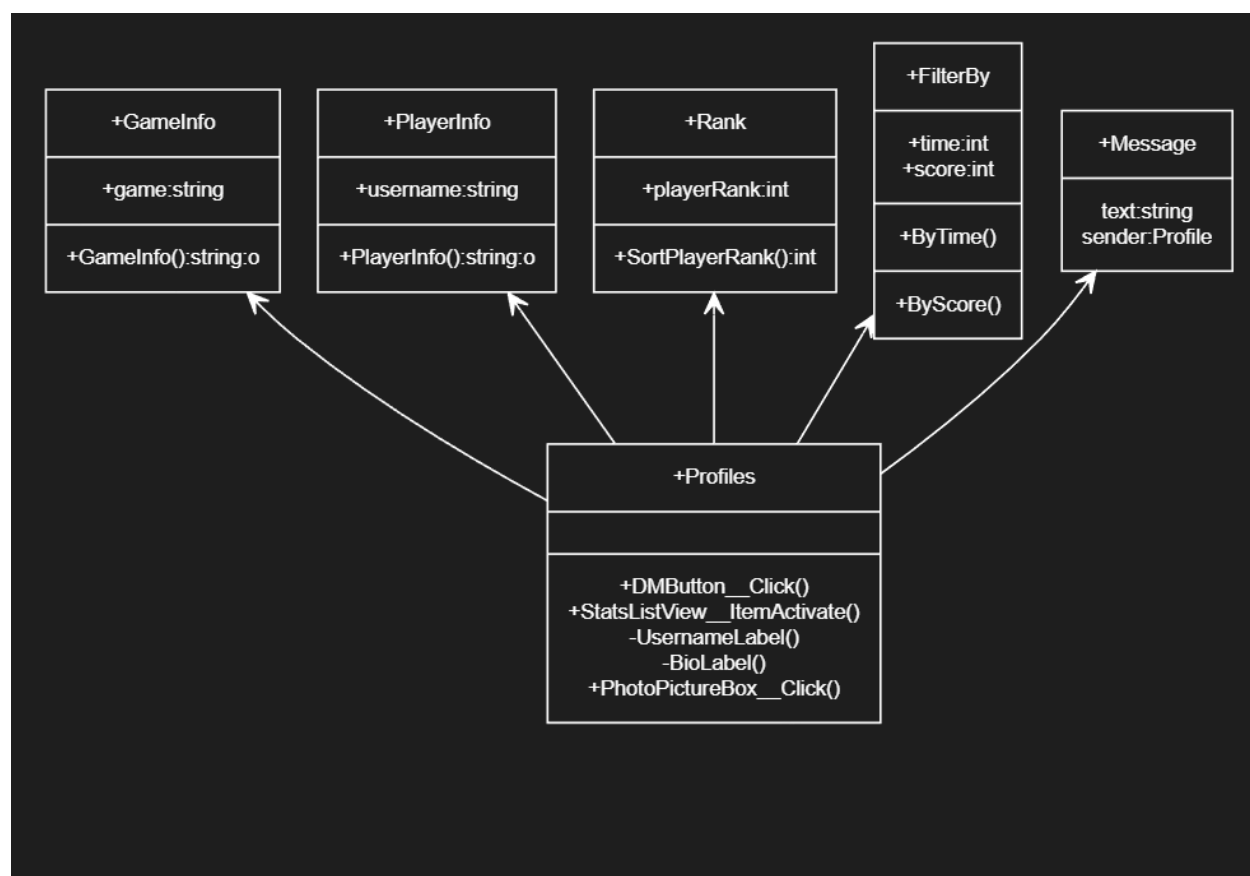 +GameInfo
+game:string
+GameInfo():string:o
+PlayerInfo
+username:string
+PlayerInfo():string:o
+Rank
+playerRank:int
+SortPlayerRank():int
+FilterBy
+time:int
+score:int
+ByTime()
+ByScore()
+Message
text:string
sender:Profile
+Profiles
+DMButton__Click()
+StatsListView__ItemActivate()
-UsernameLabel()
-BioLabel()
+PhotoPictureBox__Click()